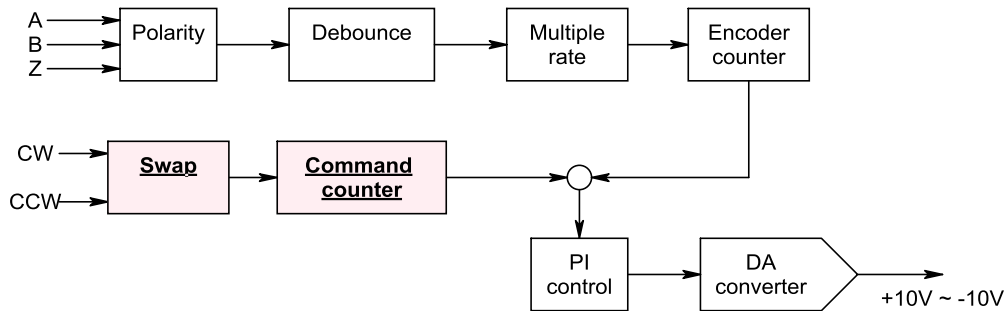 A
B
Z
Polarity
Debounce
Multiple
rate
Encoder
counter
CW
CCW
Swap
Command
counter
PI
control
DA
converter
+10V ~ -10V